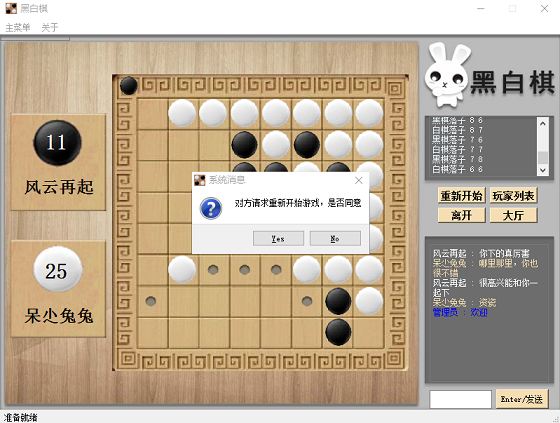 黑白棋
主菜单 关于
11
风云再起
25
呆尐兔兔
系统消息
对方请求重新开始游戏，是否同意
Yes No
黑白棋
黑棋落子 8 6
白棋落子 8 7
黑棋落子 7 6
白棋落子 7 7
黑棋落子 7 8
白棋落子 6 6
重新开始 玩家列表
离开 大厅
风云再起 : 你下的真厉害
呆尐兔兔 : 哪里那里，你也很不错
风云再起 : 很高兴能和你一起下
呆尐兔兔 : 资瓷
管理员 : 欢迎
Enter/发送
准备就绪